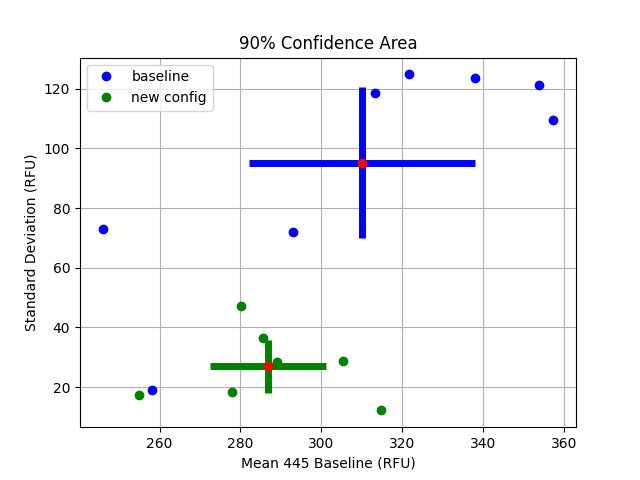 90% Confidence Area
baseline
new config
120
100
80
60
40
20
Standard Deviation (RFU)
260
280
300
320
340
360
Mean 445 Baseline (RFU)